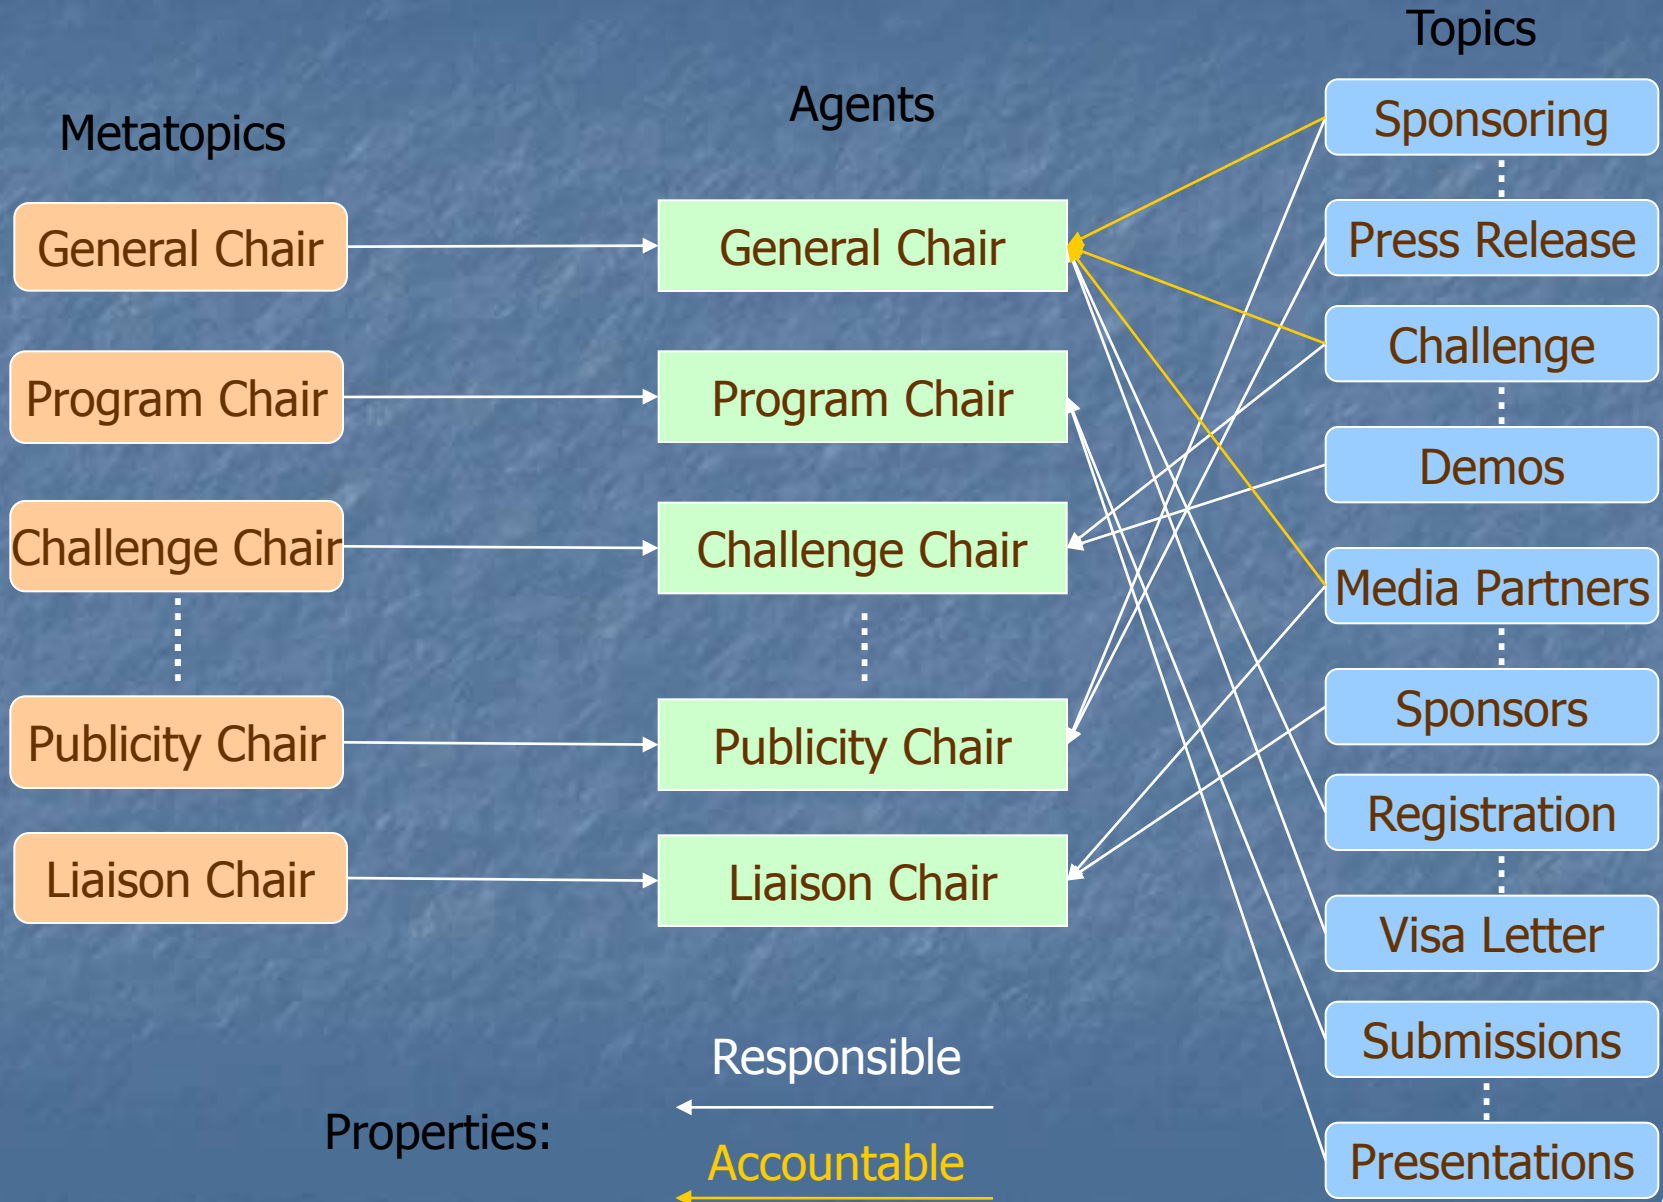 Topics
Agents
Metatopics
General Chair
Program Chair
Challenge Chair
Publicity Chair
Liaison Chair
General Chair
Program Chair
Challenge Chair
Publicity Chair
Liaison Chair
Sponsoring
Press Release
Challenge
Demos
Media Partners
Sponsors
Registration
Visa Letter
Submissions
Presentations
Properties:
Responsible
Accountable